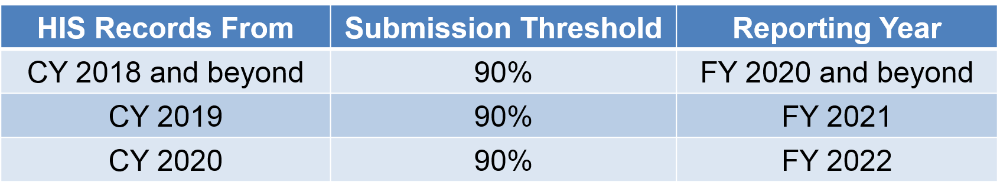 HIS Records From Submission Threshold Reporting Year
CY 2018 and beyond 90% FY 2020 and beyond
CY 2019 90% FY 2021
CY 2020 90% FY 2022